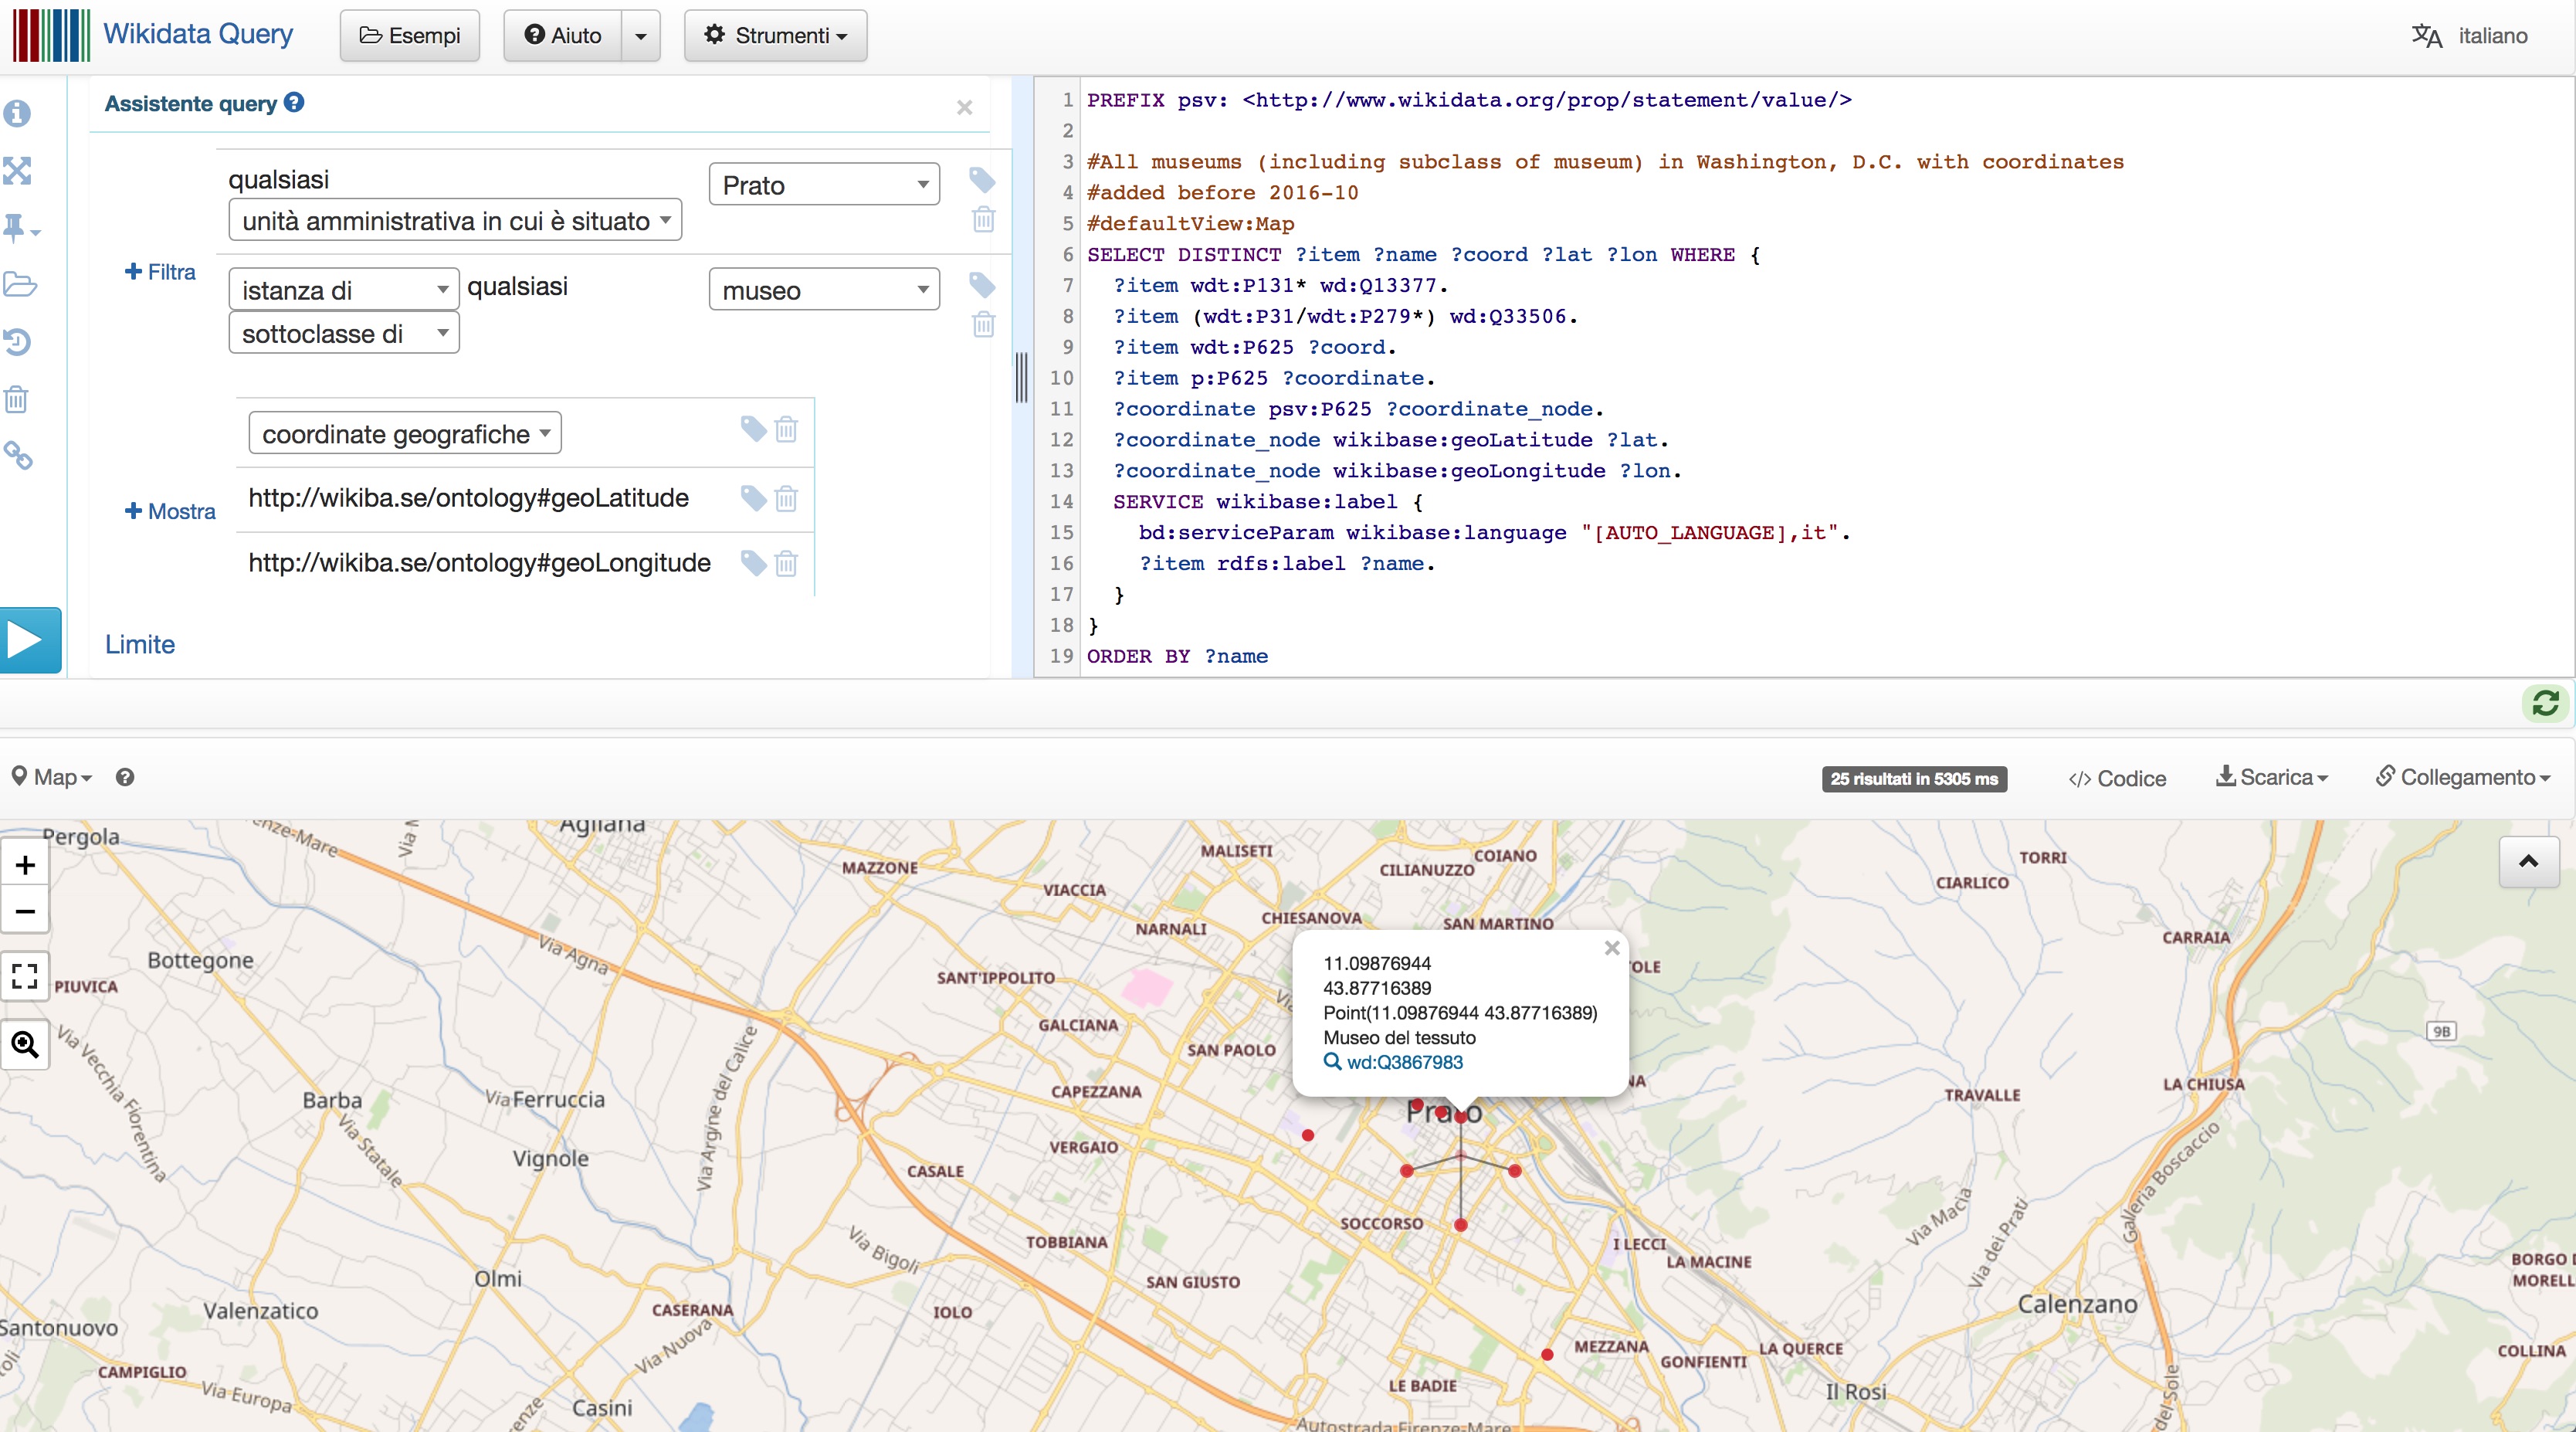 Wikidata Query
Esempi
Aiuto
Strumenti
italiano
Assistente query
qualsiasi
unità amministrativa in cui è situato
Prato
Filtra
istanza di
qualsiasi
museo
sottoclasse di
coordinate geografiche
http://wikiba.se/ontology#geoLatitude
Mostra
http://wikiba.se/ontology#geoLongitude
Limite
1 PREFIX psv: <http://www.wikidata.org/prop/statement/value/>
2
3 #All museums (including subclass of museum) in Washington, D.C. with coordinates
4 #added before 2016-10
5 #defaultView:Map
6 SELECT DISTINCT ?item ?name ?coord ?lat ?lon WHERE {
7 ?item wdt:P131* wd:Q13377.
8 ?item (wdt:P31/wdt:P279*) wd:Q33506.
9 ?item wdt:P625 ?coord.
10 ?item p:P625 ?coordinate.
11 ?coordinate psv:P625 ?coordinate_node.
12 ?coordinate_node wikibase:geoLatitude ?lat.
13 ?coordinate_node wikibase:geoLongitude ?lon.
14 SERVICE wikibase:label {
15 bd:serviceParam wikibase:language "[AUTO_LANGUAGE],it".
16 ?item rdfs:label ?name.
17 }
18 }
19 ORDER BY ?name
Map
25 risultati in 5305 ms
</> Codice
Scarica
Collegamento
Pergola
Agliana
MAZZONE
VIACCIA
MALISETI
COIANO
CILIANUZZO
TORRI
CIARLICO
CHIESANOVA
SAN MARTINO
NARNALI
CARRAIA
Via Agna
Bottegone
PIUVICA
SANT'IPPOLITO
11.09876944
43.87716389
Point(11.09876944 43.87716389)
Museo del tessuto
wd:Q3867983
GALCIANA
SAN PAOLO
9B
Via Vecchia Fiorentina
Via Argine del Calice
CAPEZZANA
TRAVALLE
LA CHIUSA
Barba
Via Ferruccia
Prato
Via Statale
VERGAIO
Vignole
CASALE
Galleria Boscaccio
Via Macia
Via dei Prati
SOCCORSO
TOBBIANA
I LECCI
LA MACINE
Via Bigoli
Olmi
SAN GIUSTO
BORGO
MORELL
Valenzatico
CASERANA
IOLO
Calenzano
Santonuovo
Via Nuova
MEZZANA
LA QUERCE
GONFIENTI
COLLINA
CAMPIGLIO
LE BADIE
Il Rosi
Via Europa
Casini
Autostrada Firenze-Mare
del Sole